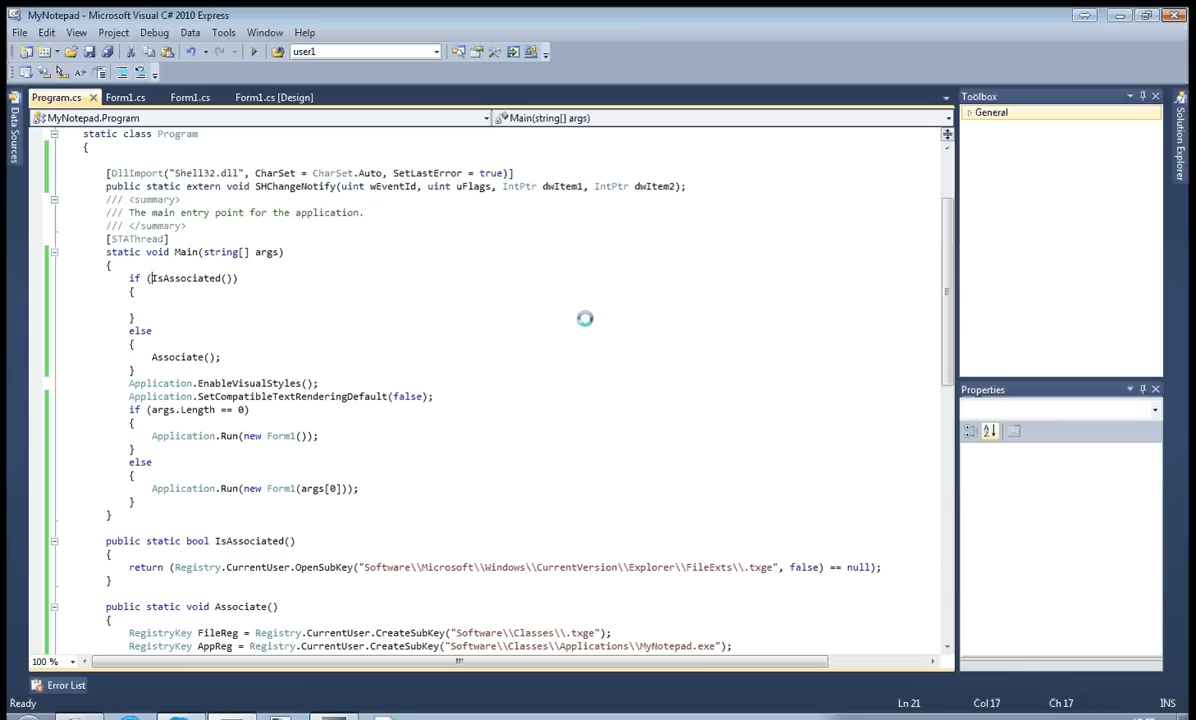 MyNotepad - Microsoft Visual C# 2010 Express
File Edit View Project Debug Data Tools Window Help
user1
Program.cs Form1.cs Form1.cs Form1.cs [Design]
MyNotepad.Program Main(string[] args)
static class Program
{
[DllImport("Shell32.dll", CharSet = CharSet.Auto, SetLastError = true)]
public static extern void SHChangeNotify(uint wEventId, uint uFlags, IntPtr dwItem1, IntPtr dwItem2);
/// <summary>
/// The main entry point for the application.
/// </summary>
[STAThread]
static void Main(string[] args)
{
if (IsAssociated())
{
}
else
{
Associate();
}
Application.EnableVisualStyles();
Application.SetCompatibleTextRenderingDefault(false);
if (args.Length == 0)
{
Application.Run(new Form1());
}
else
{
Application.Run(new Form1(args[0]));
}
}
public static bool IsAssociated()
{
return (Registry.CurrentUser.OpenSubKey("Software\\Microsoft\\Windows\\CurrentVersion\\Explorer\\FileExts\\.txge", false) == null);
}
public static void Associate()
{
RegistryKey FileReg = Registry.CurrentUser.CreateSubKey("Software\\Classes\\.txge");
RegistryKey AppReg = Registry.CurrentUser.CreateSubKey("Software\\Classes\\Applications\\MyNotepad.exe");
100 %
Data Sources
Toolbox
General
Properties
Solution Explorer
Error List
Ready Ln 21 Col 17 Ch 17 INS